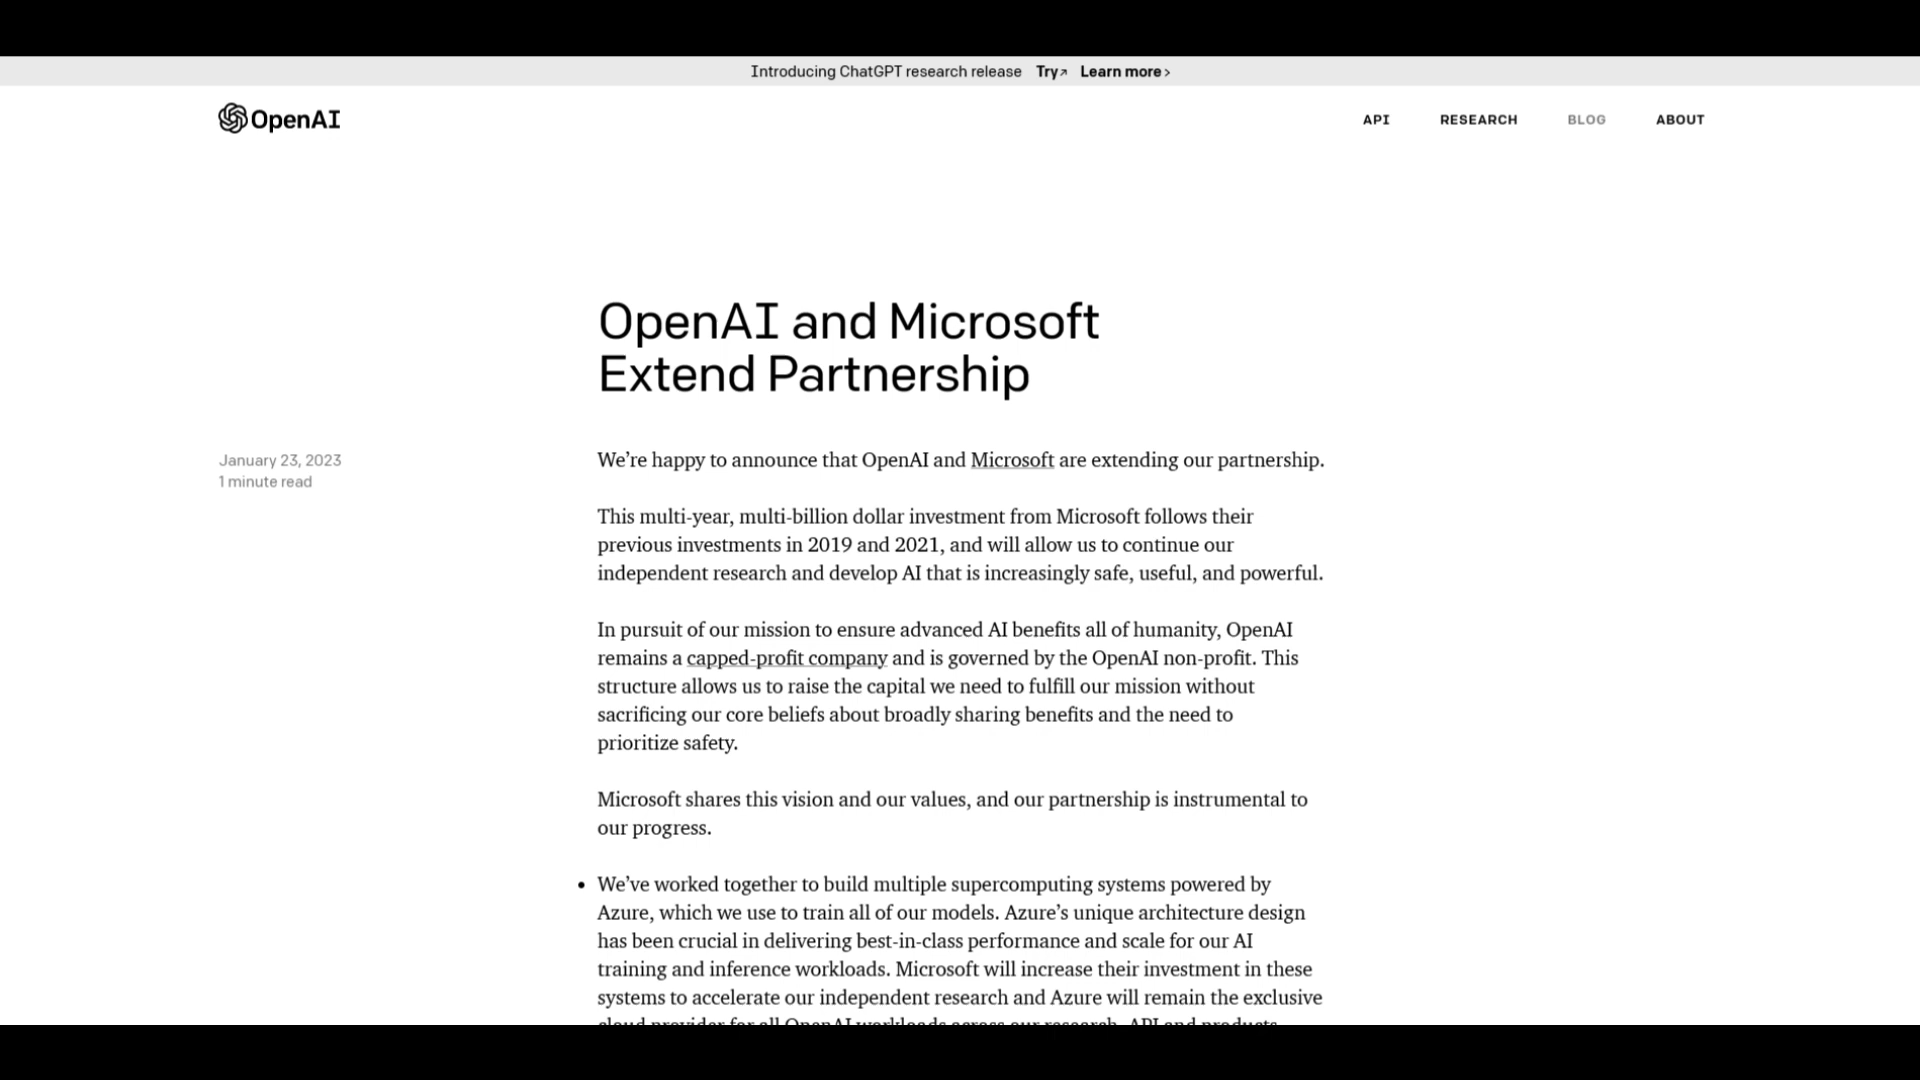 Introducing ChatGPT research release Try↗ Learn more ›
OpenAI
API RESEARCH BLOG ABOUT
OpenAI and Microsoft
Extend Partnership
January 23, 2023
1 minute read
We’re happy to announce that OpenAI and Microsoft are extending our partnership.
This multi-year, multi-billion dollar investment from Microsoft follows their
previous investments in 2019 and 2021, and will allow us to continue our
independent research and develop AI that is increasingly safe, useful, and powerful.
In pursuit of our mission to ensure advanced AI benefits all of humanity, OpenAI
remains a capped-profit company and is governed by the OpenAI non-profit. This
structure allows us to raise the capital we need to fulfill our mission without
sacrificing our core beliefs about broadly sharing benefits and the need to
prioritize safety.
Microsoft shares this vision and our values, and our partnership is instrumental to
our progress.
• We’ve worked together to build multiple supercomputing systems powered by
Azure, which we use to train all of our models. Azure’s unique architecture design
has been crucial in delivering best-in-class performance and scale for our AI
training and inference workloads. Microsoft will increase their investment in these
systems to accelerate our independent research and Azure will remain the exclusive
cloud provider for all OpenAI workloads across our research, API and products.